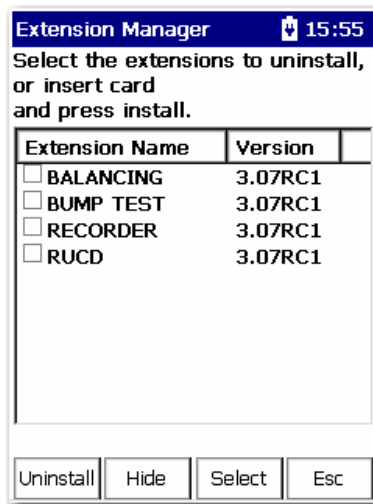 Extension Manager 15:55
Select the extensions to uninstall,
or insert card
and press install.
Extension Name Version
BALANCING 3.07RC1
BUMP TEST 3.07RC1
RECORDER 3.07RC1
RUCD 3.07RC1
Uninstall Hide Select Esc